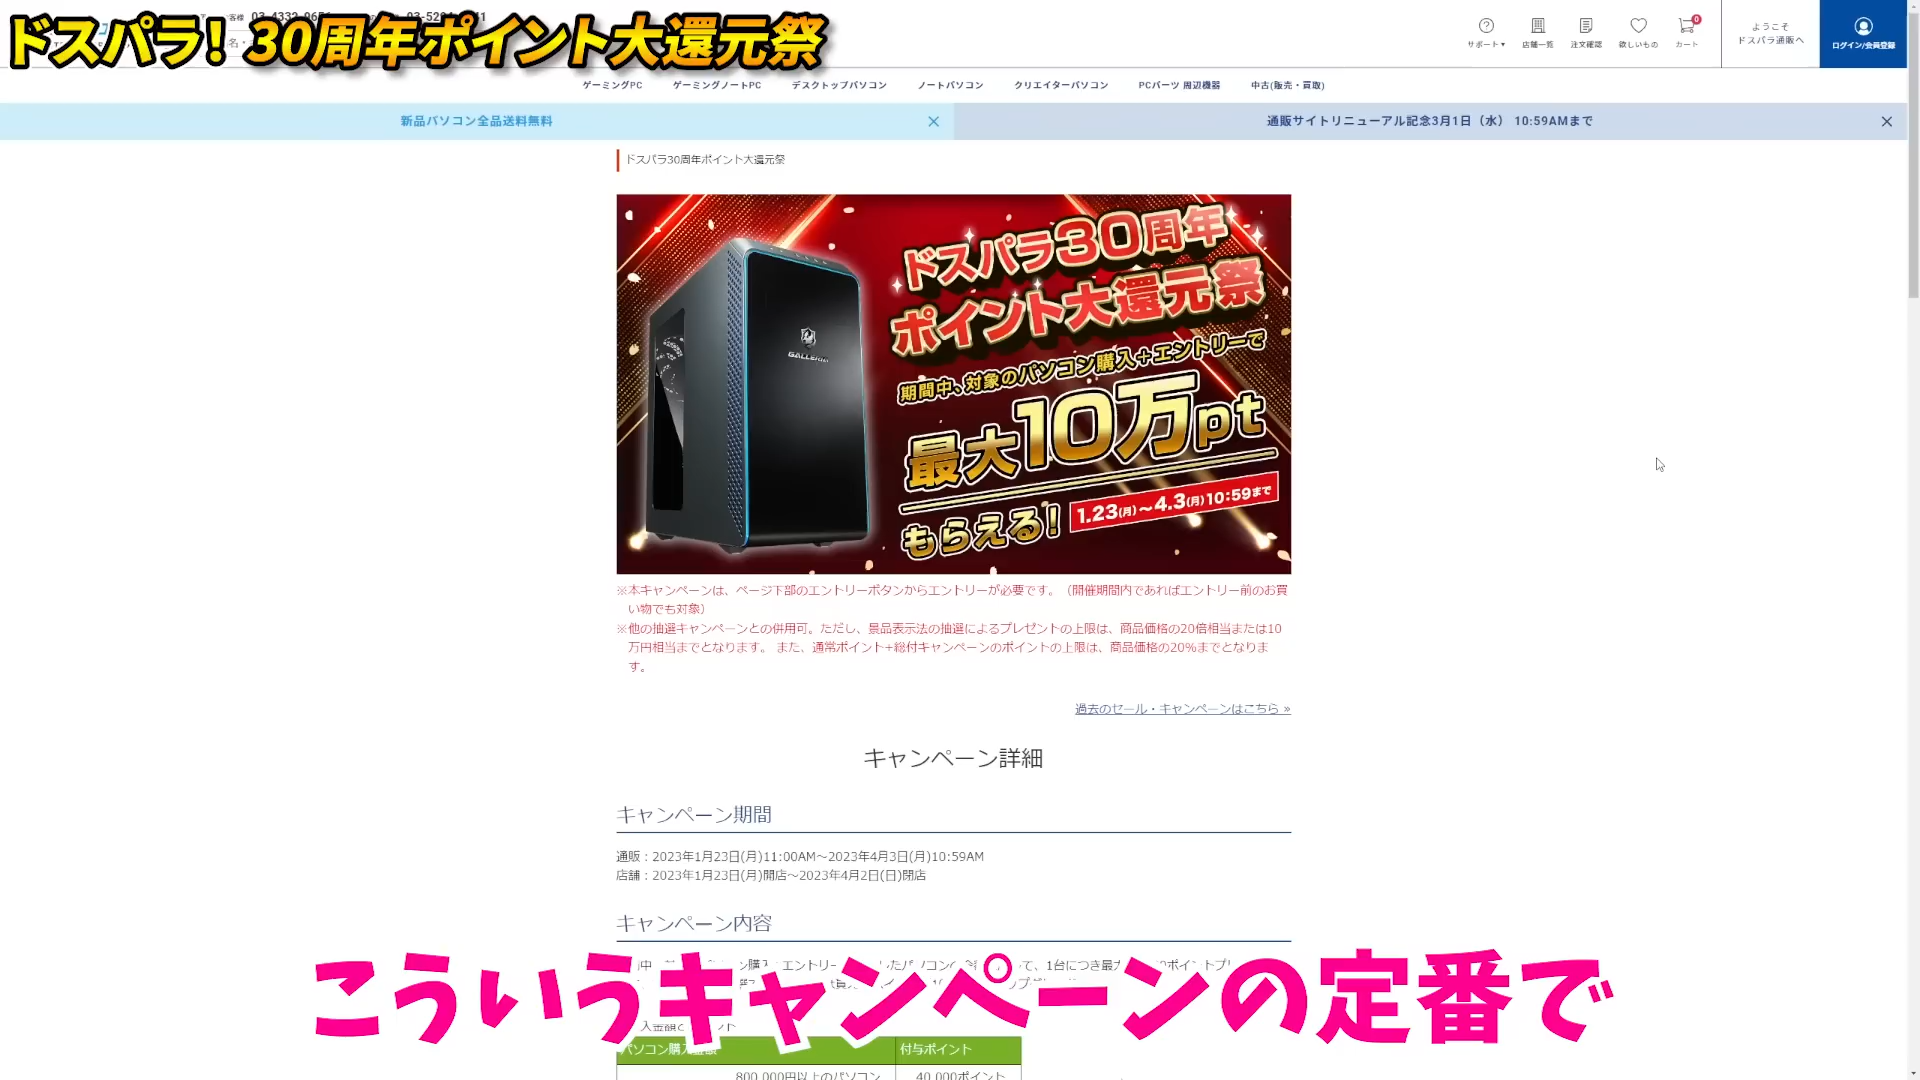 ドスパラ！30周年ポイント大還元祭
サポート▼
店舗一覧
注文確認
欲しいもの
0
カート
ようこそ
ドスパラ通販へ
ログイン/会員登録
ゲーミングPC ゲーミングノートPC デスクトップパソコン ノートパソコン クリエイターパソコン PCパーツ 周辺機器 中古(販売・買取)
新品パソコン全品送料無料
通販サイトリニューアル記念3月1日（水） 10:59AMまで
ドスパラ30周年ポイント大還元祭
GALLERIA
ドスパラ30周年
ポイント大還元祭
期間中、対象のパソコン購入+エントリーで
最大10万pt
もらえる！
1.23(月)～4.3(月)10:59まで
※本キャンペーンは、ページ下部のエントリーボタンからエントリーが必要です。（開催期間内であればエントリー前のお買
い物でも対象）
※他の抽選キャンペーンとの併用可。ただし、景品表示法の抽選によるプレゼントの上限は、商品価格の20倍相当または10
万円相当までとなります。 また、通常ポイント+総付キャンペーンのポイントの上限は、商品価格の20%までとなりま
す。
過去のセール・キャンペーンはこちら »
キャンペーン詳細
キャンペーン期間
通販：2023年1月23日(月)11:00AM～2023年4月3日(月)10:59AM
店舗：2023年1月23日(月)開店～2023年4月2日(日)閉店
キャンペーン内容
こういうキャンペーンの定番で
付与ポイント
800,000円以上のパソコン 40,000ポイント